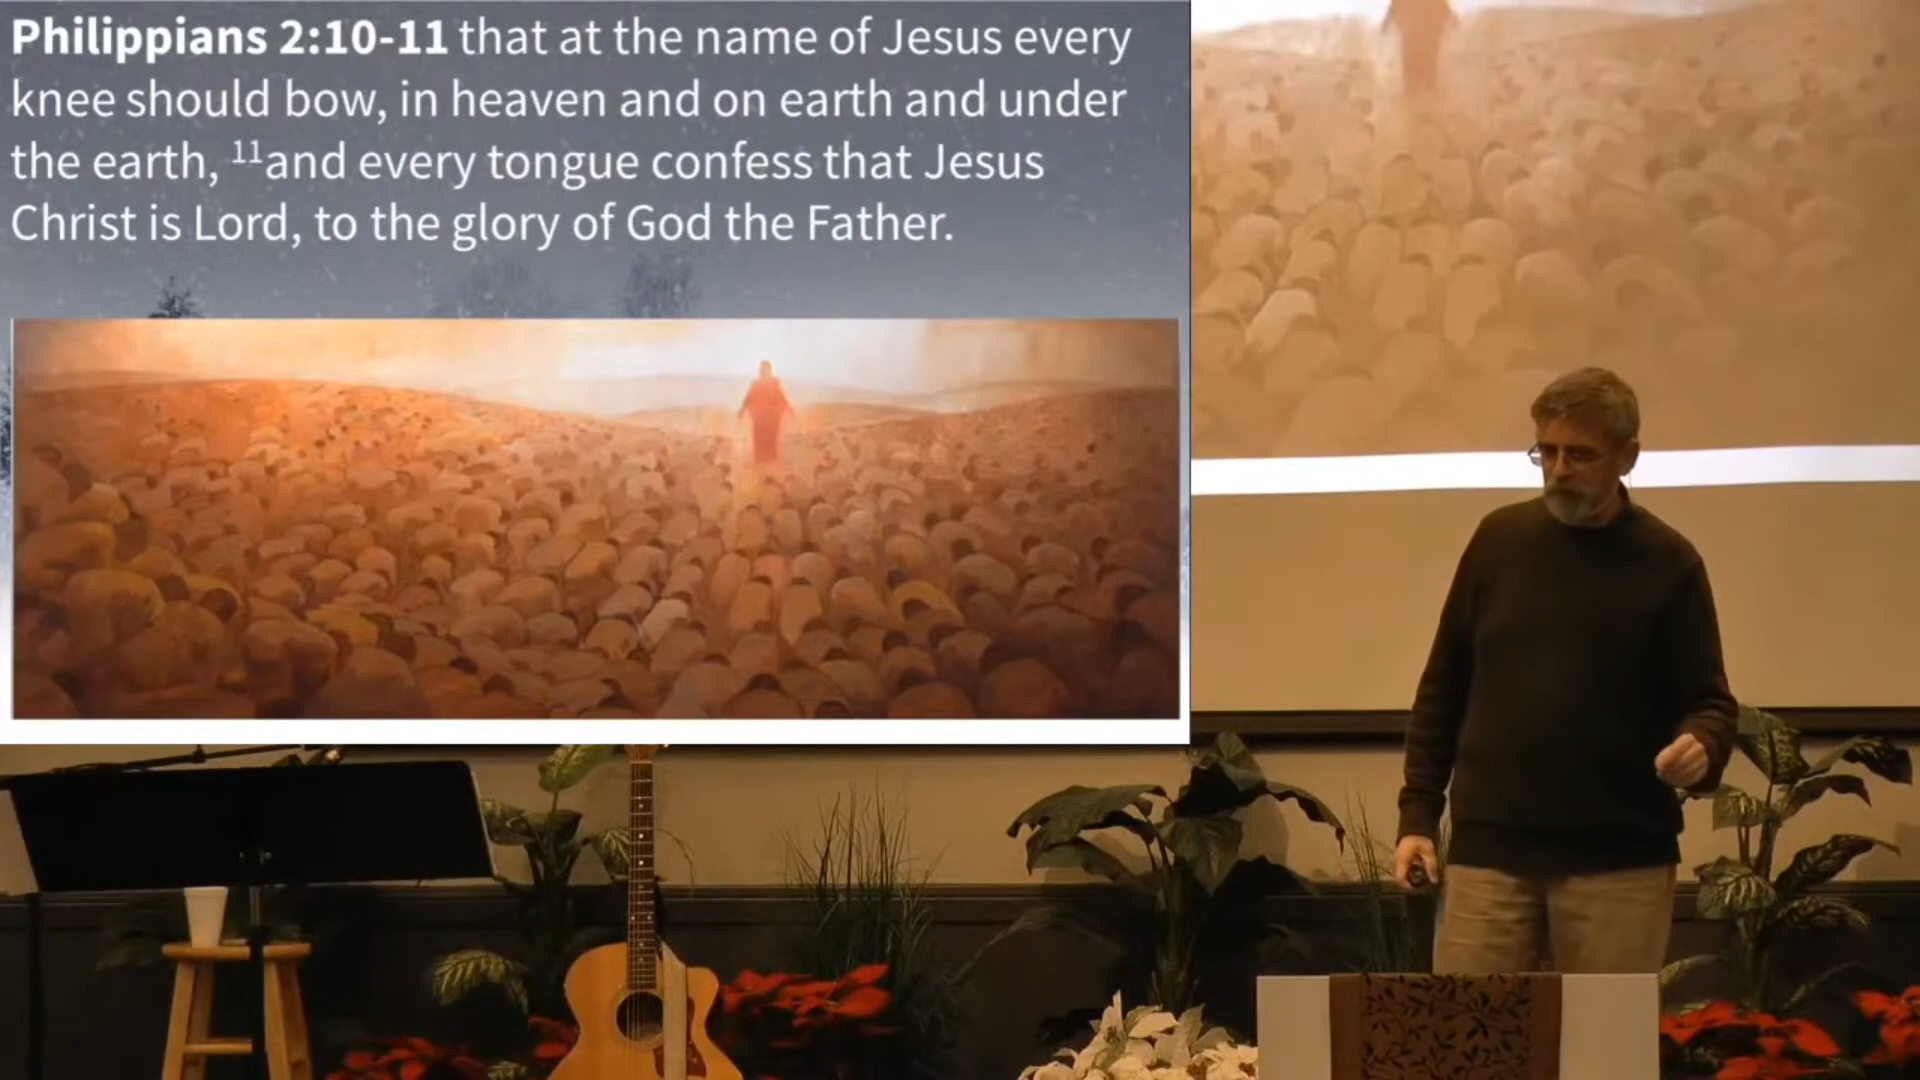 Philippians 2:10-11 that at the name of Jesus every
knee should bow, in heaven and on earth and under
the earth, 11and every tongue confess that Jesus
Christ is Lord, to the glory of God the Father.